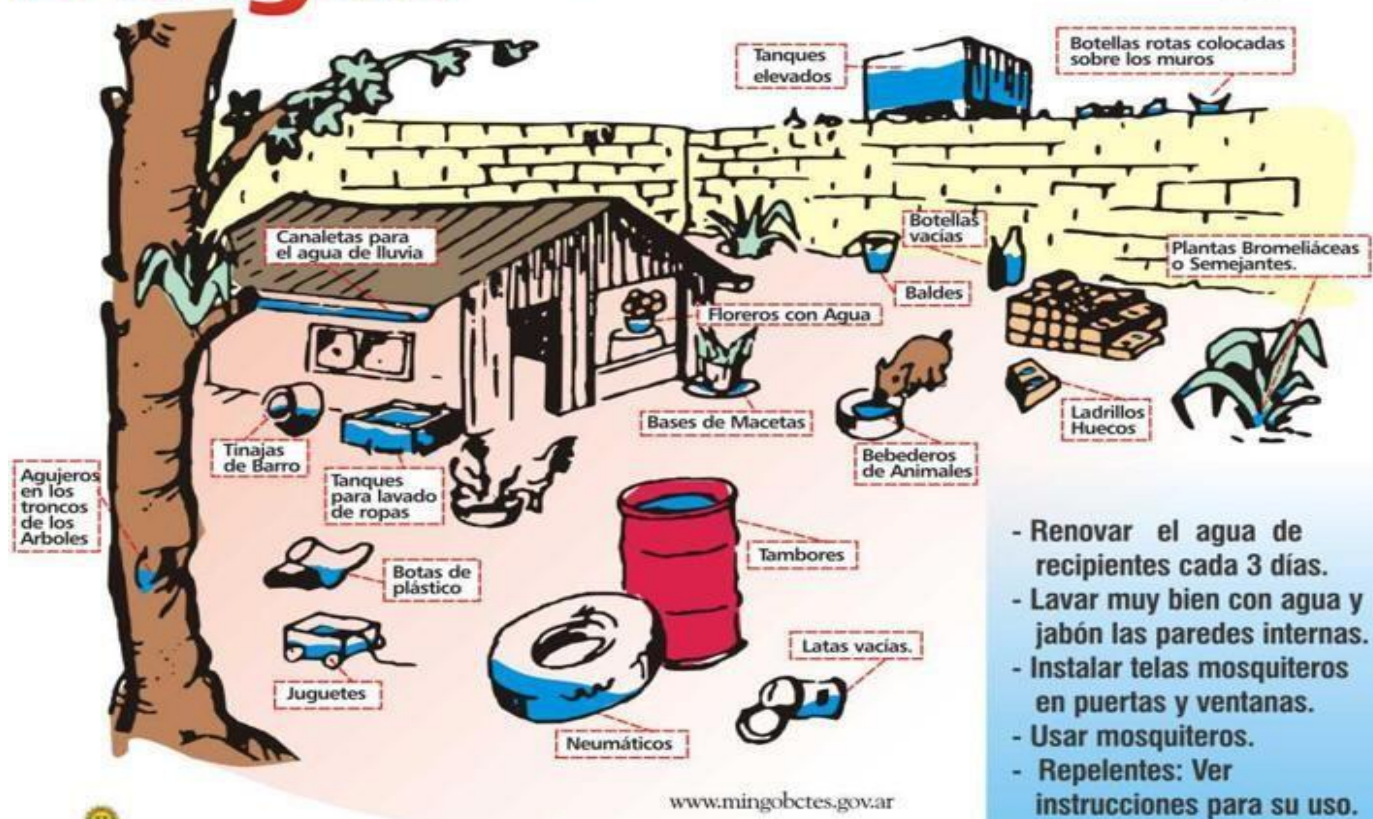 Tanques
elevados
Botellas rotas colocadas
sobre los muros
Canaletas para
el agua de lluvia
Botellas
vacías
Plantas Bromeliáceas
o Semejantes.
Baldes
Floreros con Agua
Bases de Macetas
Ladrillos
Huecos
Tinajas
de Barro
Bebederos
de Animales
Agujeros
en los
troncos
de los
Arboles
Tanques
para lavado
de ropas
Tambores
Botas de
plástico
Latas vacías.
Juguetes
Neumáticos
- Renovar el agua de
recipientes cada 3 días.
- Lavar muy bien con agua y
jabón las paredes internas.
- Instalar telas mosquiteros
en puertas y ventanas.
- Usar mosquiteros.
- Repelentes: Ver
instrucciones para su uso.
www.mingobctes.gov.ar